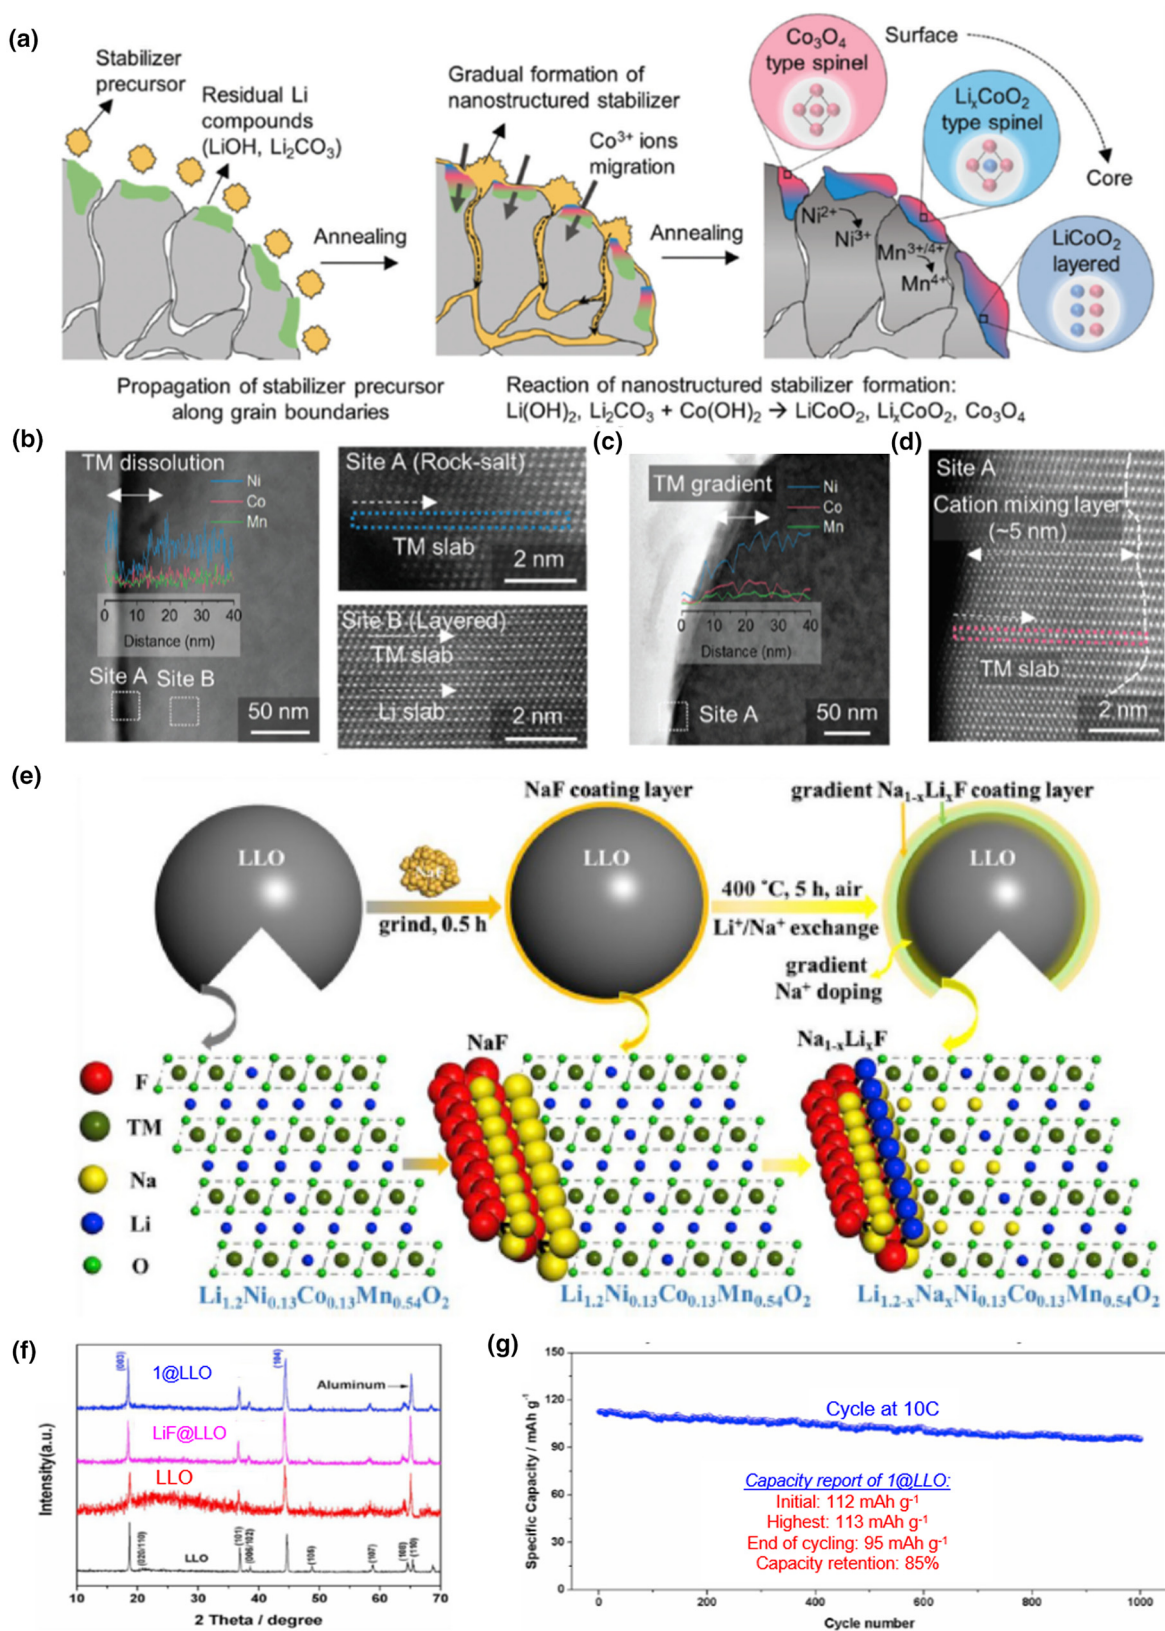 (a)
Stabilizer
precursor
Residual Li
compounds
(LiOH, Li₂CO₃)
Annealing
Gradual formation of
nanostructured stabilizer
Co³⁺ ions
migration
Annealing
Co₃O₄
type spinel
Surface
LiₓCoO₂
type spinel
Core
Ni²⁺
Ni³⁺
Mn³⁺ᐟ⁴⁺
Mn⁴⁺
LiCoO₂
layered
Propagation of stabilizer precursor
along grain boundaries
Reaction of nanostructured stabilizer formation:
Li(OH)₂, Li₂CO₃ + Co(OH)₂ → LiCoO₂, LiₓCoO₂, Co₃O₄
(b)
TM dissolution
Ni
Co
Mn
0 10 20 30 40
Distance (nm)
Site A Site B
50 nm
Site A (Rock-salt)
TM slab
2 nm
Site B (Layered)
TM slab
Li slab
2 nm
(c)
TM gradient
Ni
Co
Mn
0 10 20 30 40
Distance (nm)
Site A
50 nm
(d)
Site A
Cation mixing layer
(~5 nm)
TM slab
2 nm
(e)
LLO
NaF
grind, 0.5 h
NaF coating layer
LLO
400 °C, 5 h, air
Li⁺/Na⁺ exchange
gradient Na₁₋ₓLiₓF coating layer
LLO
gradient
Na⁺ doping
NaF
Na₁₋ₓLiₓF
F
TM
Na
Li
O
Li₁.₂Ni₀.₁₃Co₀.₁₃Mn₀.₅₄O₂
Li₁.₂Ni₀.₁₃Co₀.₁₃Mn₀.₅₄O₂
Li₁.₂₋ₓNaₓNi₀.₁₃Co₀.₁₃Mn₀.₅₄O₂
(f)
Intensity(a.u.)
(003)
1@LLO
(104)
Aluminum
LiF@LLO
LLO
(020/110)
LLO
(101)
(006/102)
(105)
(107)
(108)
(110)
10 20 30 40 50 60 70
2 Theta / degree
(g)
Specific Capacity / mAh g⁻¹
150
120
90
60
30
0
Cycle at 10C
Capacity report of 1@LLO:
Initial: 112 mAh g⁻¹
Highest: 113 mAh g⁻¹
End of cycling: 95 mAh g⁻¹
Capacity retention: 85%
0 200 400 600 800 1000
Cycle number